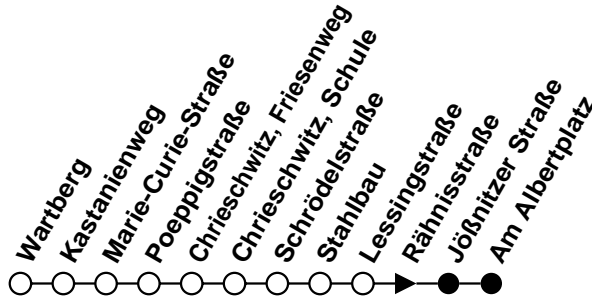 Wartberg
Kastanienweg
Marie-Curie-Straße
Poeppigstraße
Chrieschwitz, Friesenweg
Chrieschwitz, Schule
Schrödelstraße
Stahlbau
Lessingstraße
Rähnisstraße
Jößnitzer Straße
Am Albertplatz